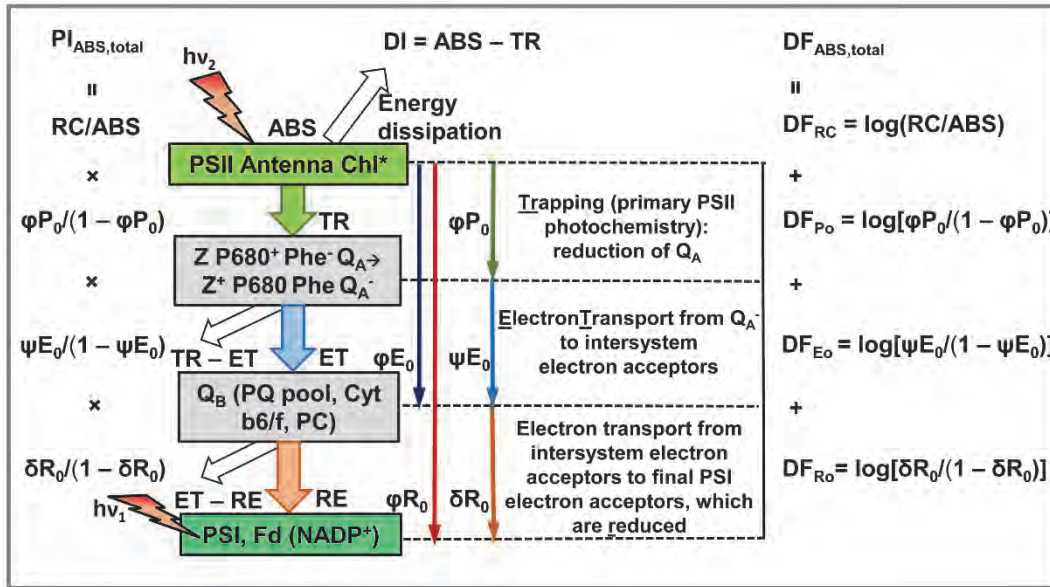 PI_ABS,total
=
RC/ABS
×
φP₀/(1 – φP₀)
×
ψE₀/(1 – ψE₀)
×
δR₀/(1 – δR₀)
hν₂
DI = ABS – TR
Energy
dissipation
ABS
PSII Antenna Chl*
TR
Z P680⁺ Phe⁻ Q_A→
Z⁺ P680 Phe Q_A⁻
TR – ET
ET
Q_B (PQ pool, Cyt
b6/f, PC)
ET – RE
RE
hν₁
PSI, Fd (NADP⁺)
φE₀
φR₀
φP₀
ψE₀
δR₀
Trapping (primary PSII
photochemistry):
reduction of Q_A
ElectronTransport from Q_A⁻
to intersystem
electron acceptors
Electron transport from
intersystem electron
acceptors to final PSI
electron acceptors, which
are reduced
DF_ABS,total
=
DF_RC = log(RC/ABS)
+
DF_Po = log[φP₀/(1 – φP₀)]
+
DF_Eo = log[ψE₀/(1 – ψE₀)]
+
DF_Ro = log[δR₀/(1 – δR₀)]